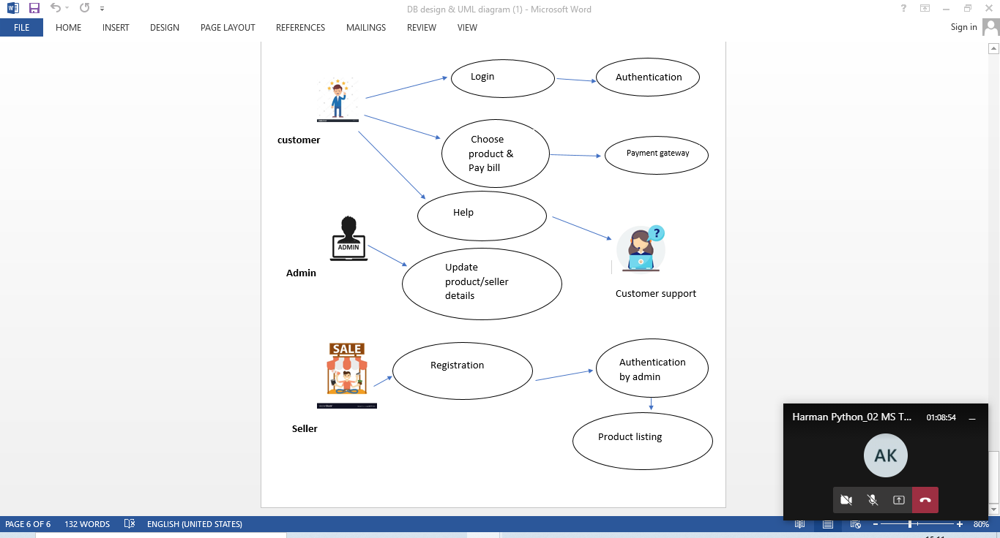 DB design & UML diagram (1) - Microsoft Word
FILE HOME INSERT DESIGN PAGE LAYOUT REFERENCES MAILINGS REVIEW VIEW
Sign in
Login
Authentication
customer
Choose
product &
Pay bill
Payment gateway
Help
?
ADMIN
Admin
Update
product/seller
details
Customer support
SALE
Registration
Authentication
by admin
Seller
Product listing
Harman Python_02 MS T... 01:08:54
AK
PAGE 6 OF 6 132 WORDS ENGLISH (UNITED STATES)
80%